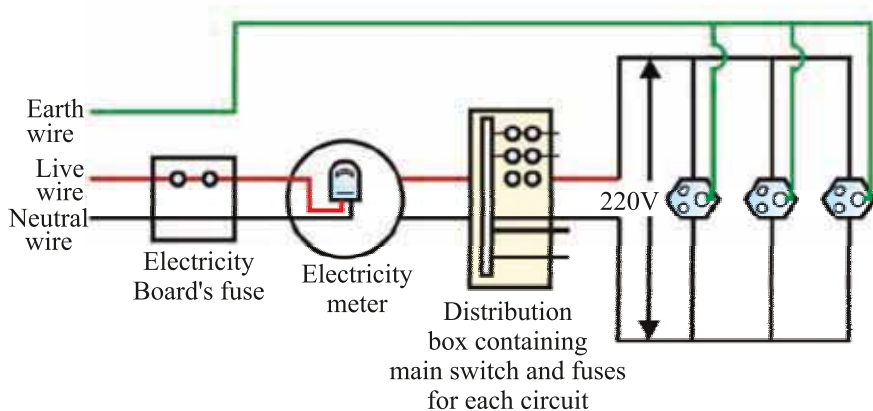 Earth
wire
Live
wire
Neutral
wire
220V
Electricity
Board's fuse
Electricity
meter
Distribution
box containing
main switch and fuses
for each circuit